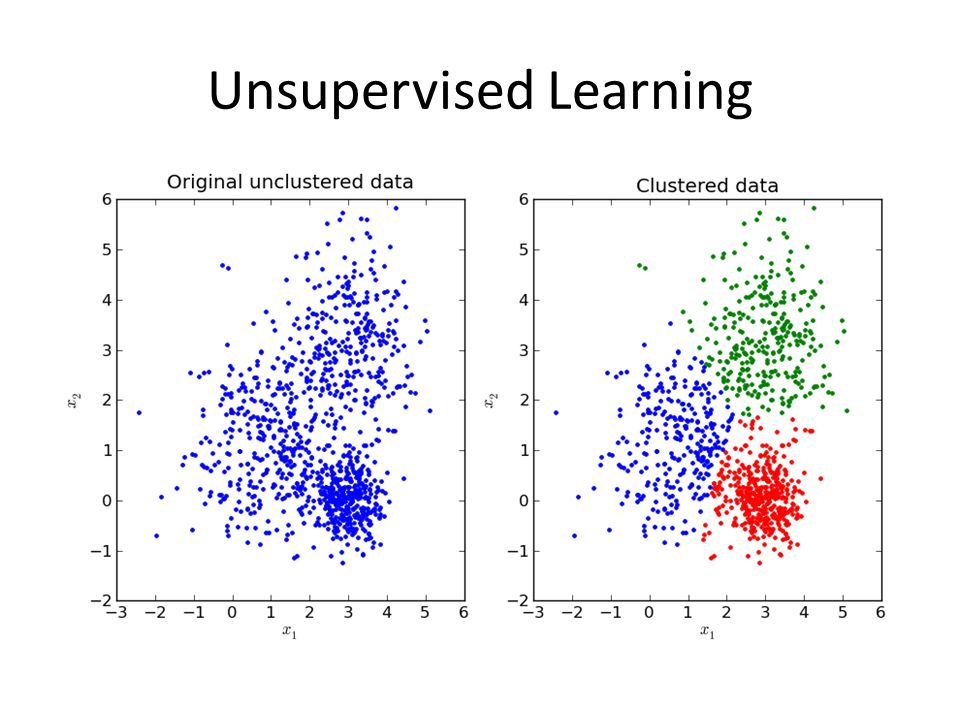 Unsupervised Learning
Original unclustered data
6
5
4
3
2
1
0
−1
−2
x2
−3 −2 −1 0 1 2 3 4 5 6
x1
Clustered data
6
5
4
3
2
1
0
−1
−2
x2
−3 −2 −1 0 1 2 3 4 5 6
x1